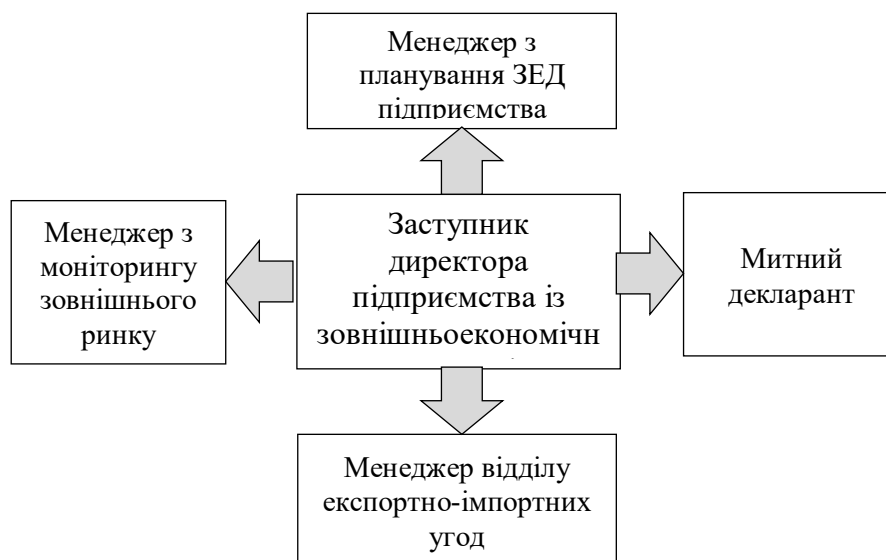 Менеджер з
планування ЗЕД
підприємства
Менеджер з
моніторингу
зовнішнього
ринку
Заступник
директора
підприємства із
зовнішньоекономічн
Митний
декларант
Менеджер відділу
експортно-імпортних
угод